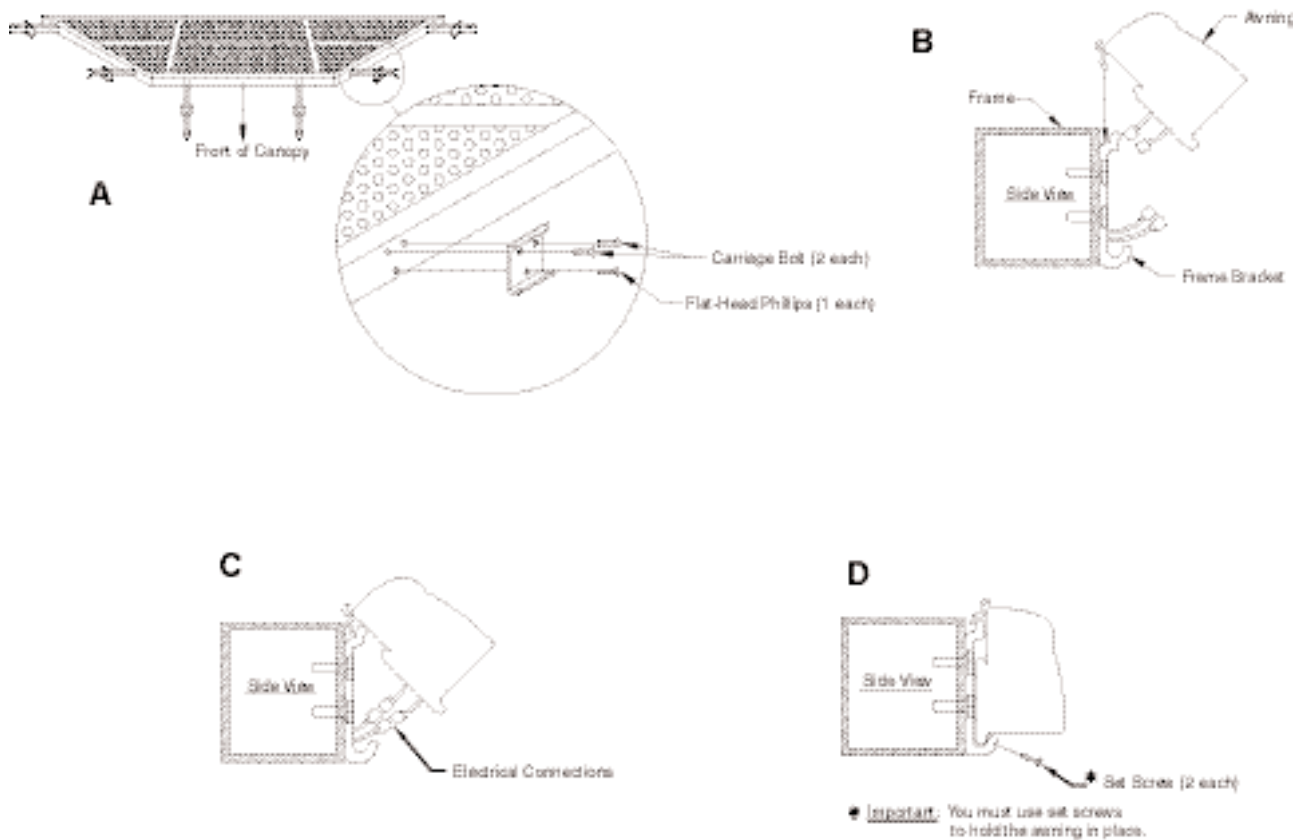 A
Front of Canopy
Carriage Bolt (2 each)
Flat-Head Phillips (1 each)
B
Awning
Frame
Side View
Frame Bracket
C
Side View
Electrical Connections
D
Side View
* Set Screw (2 each)
* Important: You must use set screws
to hold the awning in place.